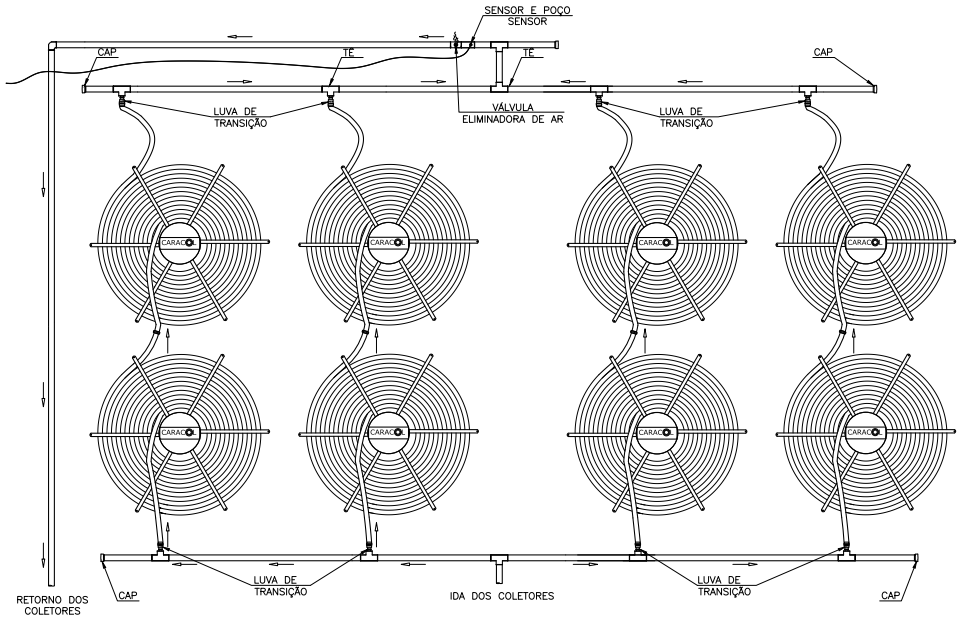 SENSOR E POÇO
SENSOR
CAP
TE
TE
CAP
LUVA DE
TRANSIÇÃO
VÁLVULA
ELIMINADORA DE AR
LUVA DE
TRANSIÇÃO
CARACOL
CARACOL
CARACOL
CARACOL
CARACOL
CARACOL
CARACOL
CARACOL
RETORNO DOS
COLETORES
CAP
LUVA DE
TRANSIÇÃO
IDA DOS COLETORES
LUVA DE
TRANSIÇÃO
CAP